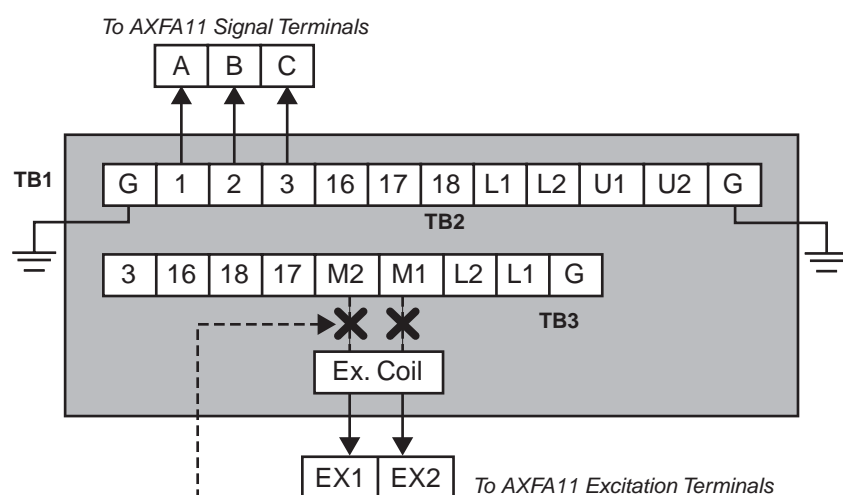 To AXFA11 Signal Terminals
A B C
TB1
G 1 2 3 16 17 18 L1 L2 U1 U2 G
TB2
3 16 18 17 M2 M1 L2 L1 G
TB3
Ex. Coil
EX1 EX2
To AXFA11 Excitation Terminals